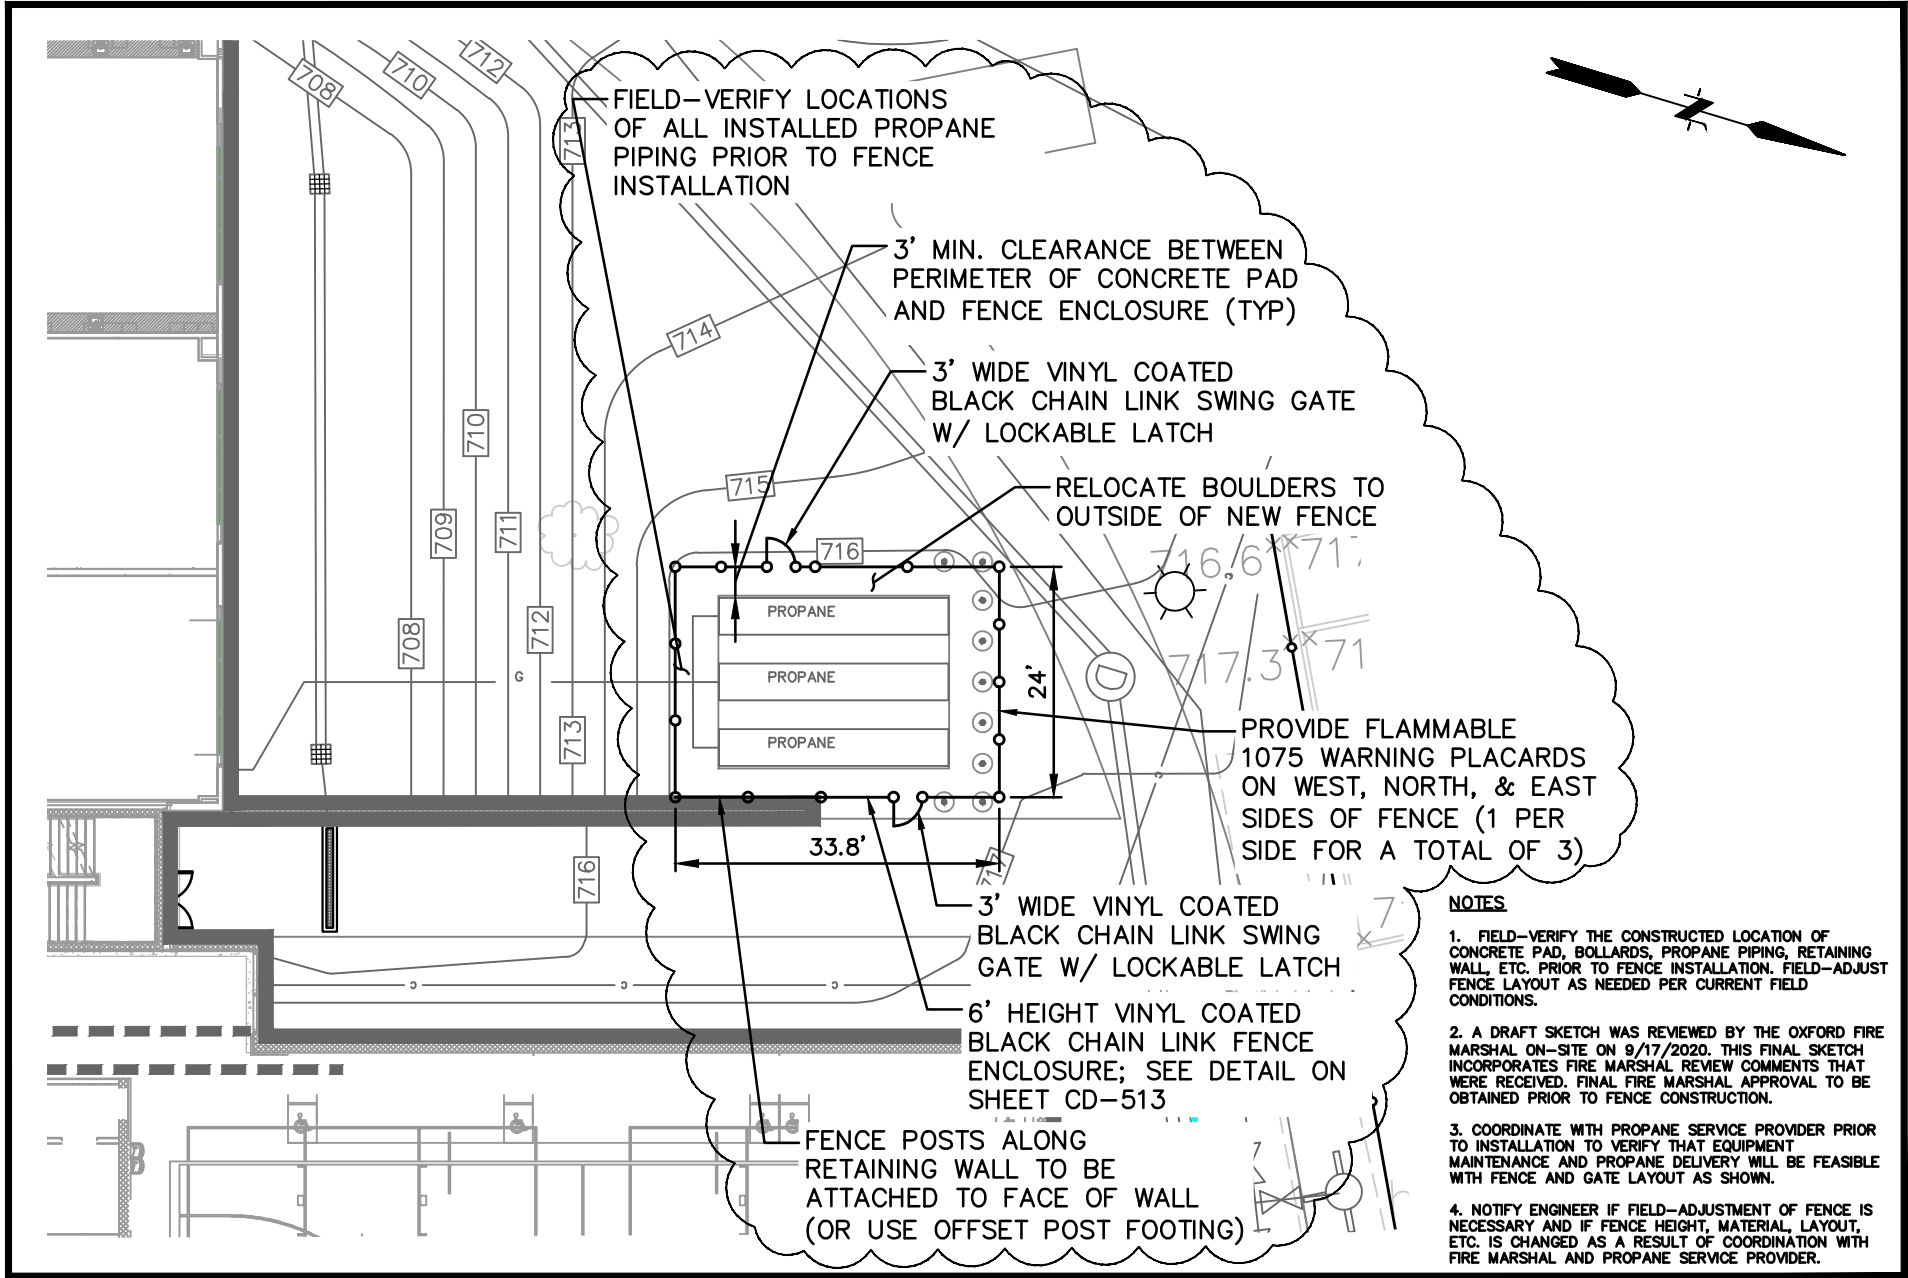 708
710
712
713
FIELD–VERIFY LOCATIONS
OF ALL INSTALLED PROPANE
PIPING PRIOR TO FENCE
INSTALLATION
3' MIN. CLEARANCE BETWEEN
PERIMETER OF CONCRETE PAD
AND FENCE ENCLOSURE (TYP)
714
3' WIDE VINYL COATED
BLACK CHAIN LINK SWING GATE
W/ LOCKABLE LATCH
710
715
RELOCATE BOULDERS TO
OUTSIDE OF NEW FENCE
709
711
716
716.6
717
PROPANE
708
712
717.3
71
G
PROPANE
24'
D
713
PROPANE
PROVIDE FLAMMABLE
1075 WARNING PLACARDS
ON WEST, NORTH, & EAST
SIDES OF FENCE (1 PER
SIDE FOR A TOTAL OF 3)
33.8'
716
717
3' WIDE VINYL COATED
BLACK CHAIN LINK SWING
GATE W/ LOCKABLE LATCH
7
6' HEIGHT VINYL COATED
BLACK CHAIN LINK FENCE
ENCLOSURE; SEE DETAIL ON
SHEET CD–513
FENCE POSTS ALONG
RETAINING WALL TO BE
ATTACHED TO FACE OF WALL
(OR USE OFFSET POST FOOTING)
NOTES
1. FIELD–VERIFY THE CONSTRUCTED LOCATION OF
CONCRETE PAD, BOLLARDS, PROPANE PIPING, RETAINING
WALL, ETC. PRIOR TO FENCE INSTALLATION. FIELD–ADJUST
FENCE LAYOUT AS NEEDED PER CURRENT FIELD
CONDITIONS.
2. A DRAFT SKETCH WAS REVIEWED BY THE OXFORD FIRE
MARSHAL ON–SITE ON 9/17/2020. THIS FINAL SKETCH
INCORPORATES FIRE MARSHAL REVIEW COMMENTS THAT
WERE RECEIVED. FINAL FIRE MARSHAL APPROVAL TO BE
OBTAINED PRIOR TO FENCE CONSTRUCTION.
3. COORDINATE WITH PROPANE SERVICE PROVIDER PRIOR
TO INSTALLATION TO VERIFY THAT EQUIPMENT
MAINTENANCE AND PROPANE DELIVERY WILL BE FEASIBLE
WITH FENCE AND GATE LAYOUT AS SHOWN.
4. NOTIFY ENGINEER IF FIELD–ADJUSTMENT OF FENCE IS
NECESSARY AND IF FENCE HEIGHT, MATERIAL, LAYOUT,
ETC. IS CHANGED AS A RESULT OF COORDINATION WITH
FIRE MARSHAL AND PROPANE SERVICE PROVIDER.